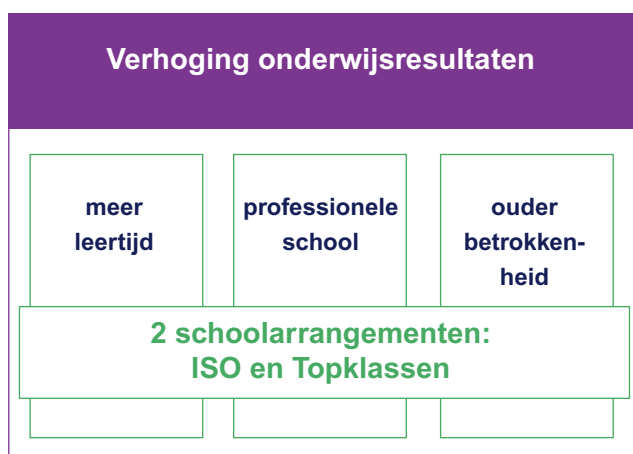 Verhoging onderwijsresultaten
meer
leertijd
professionele
school
ouder
betrokken-
heid
2 schoolarrangementen:
ISO en Topklassen